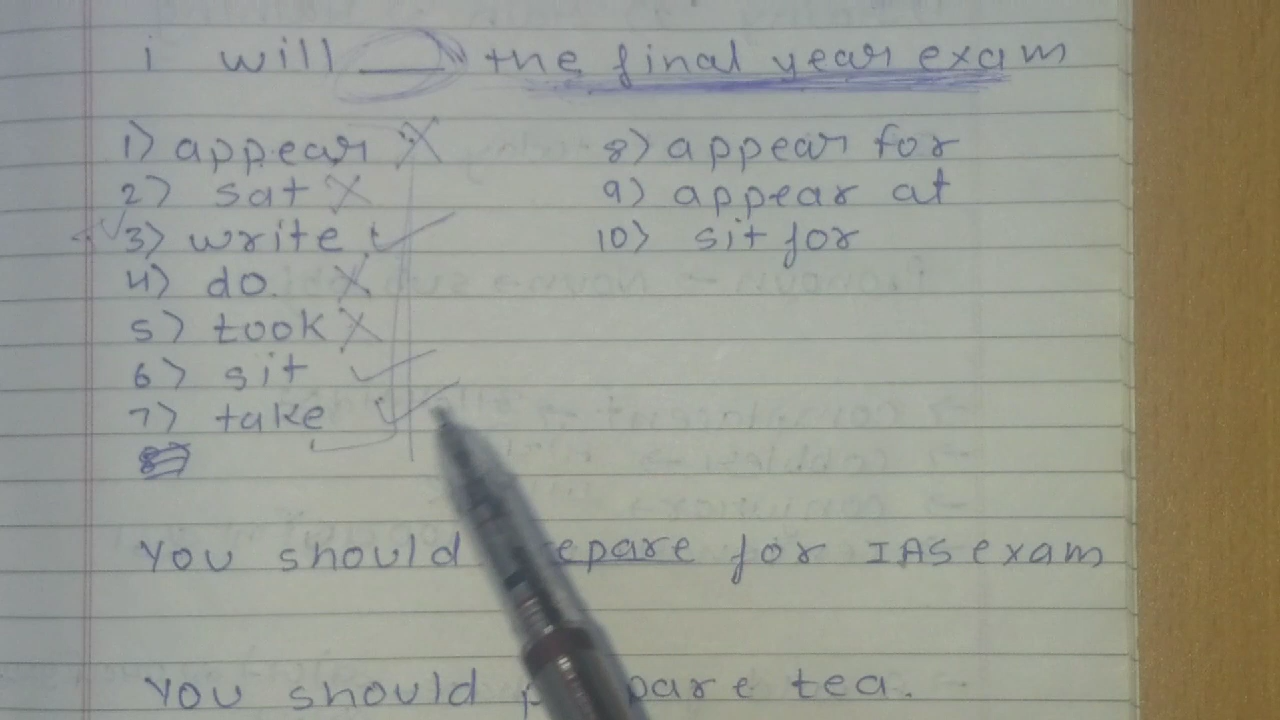 i will ___ the final year exam
1) appear X
2) sat X
3) write ✓
4) do X
5) took X
6) sit ✓
7) take ✓
8) appear for
9) appear at
10) sit for
You should for IAS exam
You should tea.